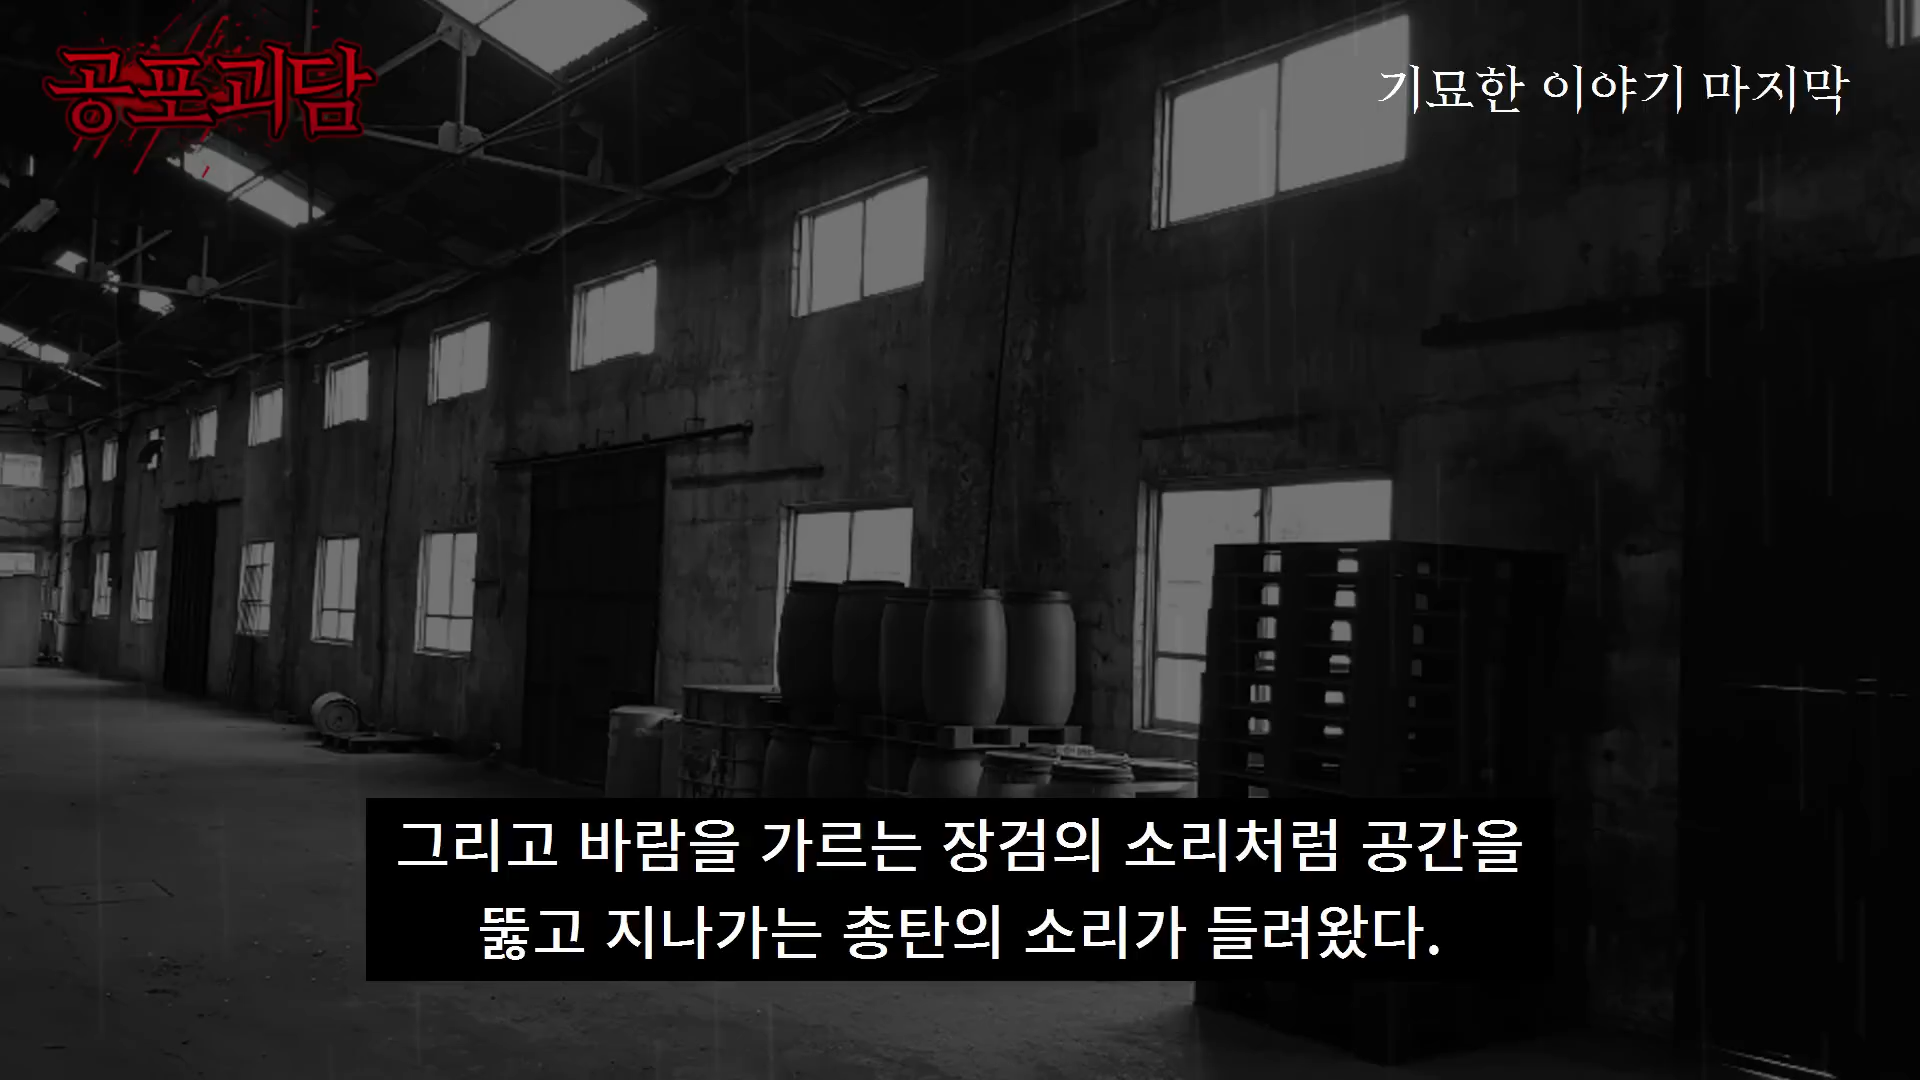 공포괴담
기묘한 이야기 마지막
그리고 바람을 가르는 장검의 소리처럼 공간을
뚫고 지나가는 총탄의 소리가 들려왔다.